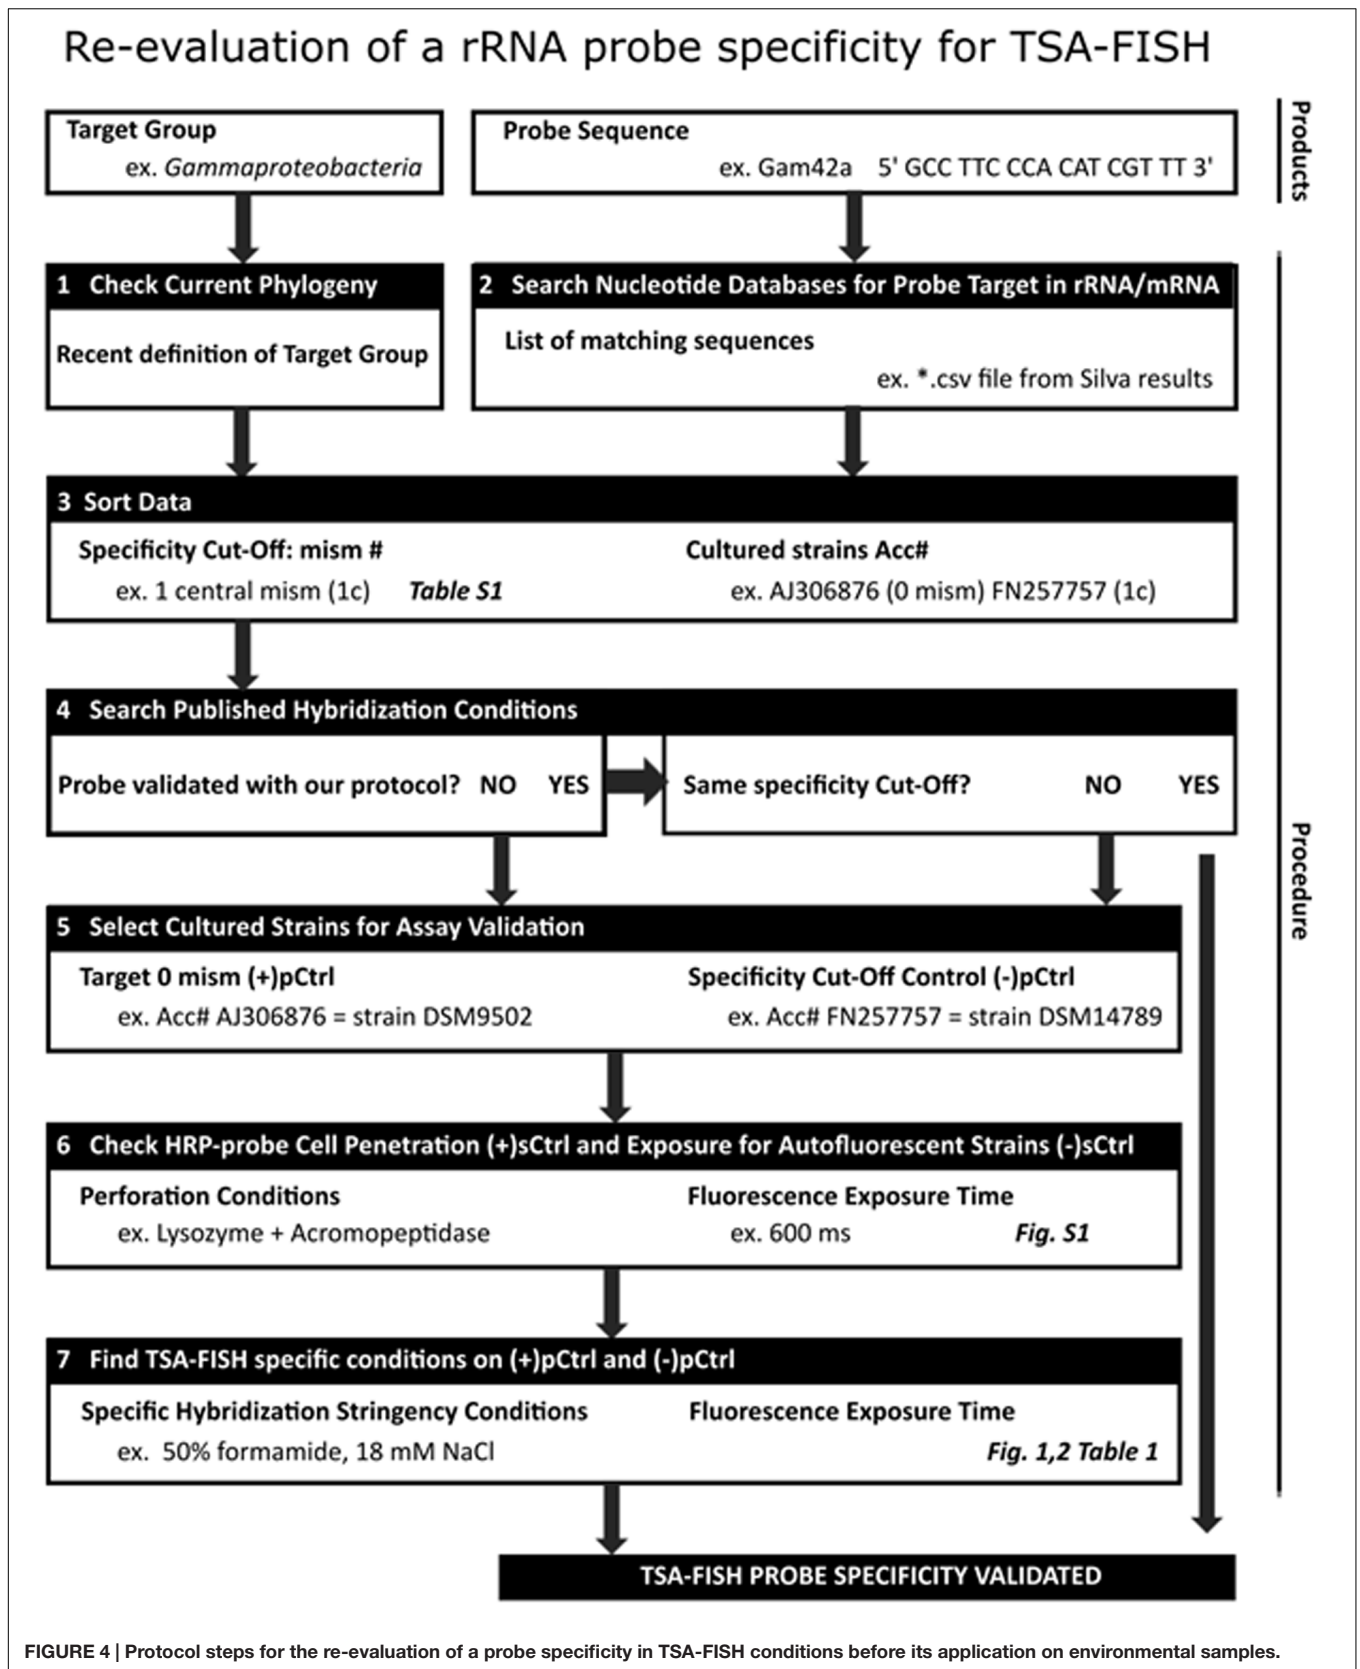 Re-evaluation of a rRNA probe specificity for TSA-FISH
Target Group
ex. Gammaproteobacteria
Probe Sequence
ex. Gam42a 5' GCC TTC CCA CAT CGT TT 3'
Products
1 Check Current Phylogeny
Recent definition of Target Group
2 Search Nucleotide Databases for Probe Target in rRNA/mRNA
List of matching sequences
ex. *.csv file from Silva results
3 Sort Data
Specificity Cut-Off: mism #
ex. 1 central mism (1c) Table S1
Cultured strains Acc#
ex. AJ306876 (0 mism) FN257757 (1c)
4 Search Published Hybridization Conditions
Probe validated with our protocol? NO YES
Same specificity Cut-Off? NO YES
Procedure
5 Select Cultured Strains for Assay Validation
Target 0 mism (+)pCtrl
ex. Acc# AJ306876 = strain DSM9502
Specificity Cut-Off Control (-)pCtrl
ex. Acc# FN257757 = strain DSM14789
6 Check HRP-probe Cell Penetration (+)sCtrl and Exposure for Autofluorescent Strains (-)sCtrl
Perforation Conditions
ex. Lysozyme + Acromopeptidase
Fluorescence Exposure Time
ex. 600 ms Fig. S1
7 Find TSA-FISH specific conditions on (+)pCtrl and (-)pCtrl
Specific Hybridization Stringency Conditions
ex. 50% formamide, 18 mM NaCl
Fluorescence Exposure Time
Fig. 1,2 Table 1
TSA-FISH PROBE SPECIFICITY VALIDATED
FIGURE 4 | Protocol steps for the re-evaluation of a probe specificity in TSA-FISH conditions before its application on environmental samples.